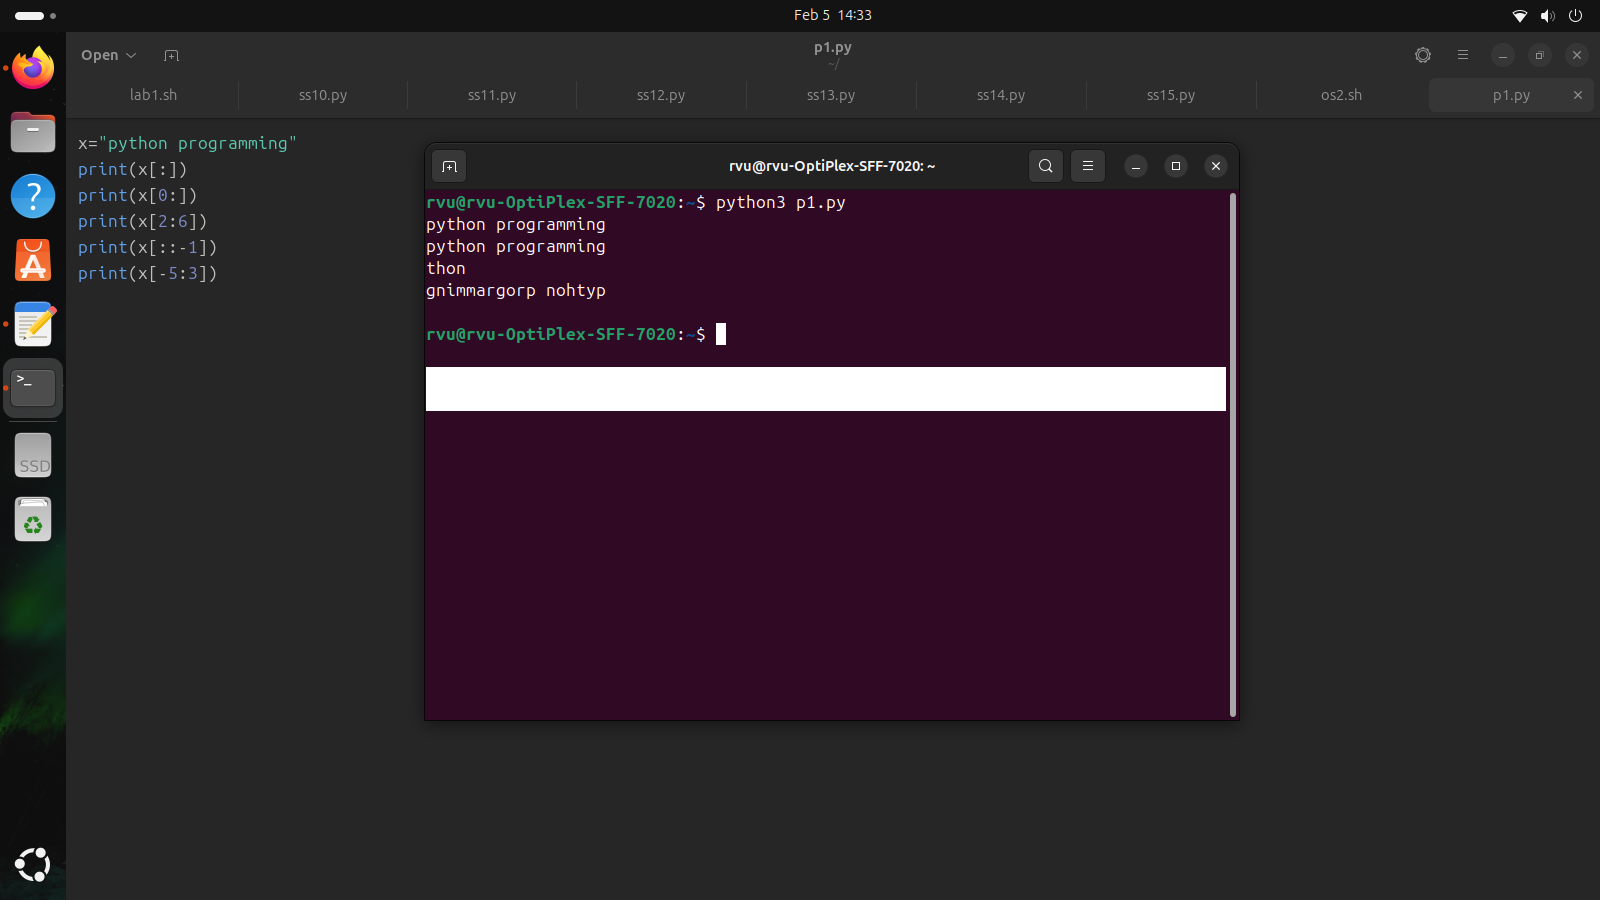 Feb 5 14:33
Open
p1.py
~/
lab1.sh
ss10.py
ss11.py
ss12.py
ss13.py
ss14.py
ss15.py
os2.sh
p1.py
x="python programming"
print(x[:])
print(x[0:])
print(x[2:6])
print(x[::-1])
print(x[-5:3])
rvu@rvu-OptiPlex-SFF-7020: ~
rvu@rvu-OptiPlex-SFF-7020:~$ python3 p1.py
python programming
python programming
thon
gnimmargorp nohtyp
rvu@rvu-OptiPlex-SFF-7020:~$
>_
SSD